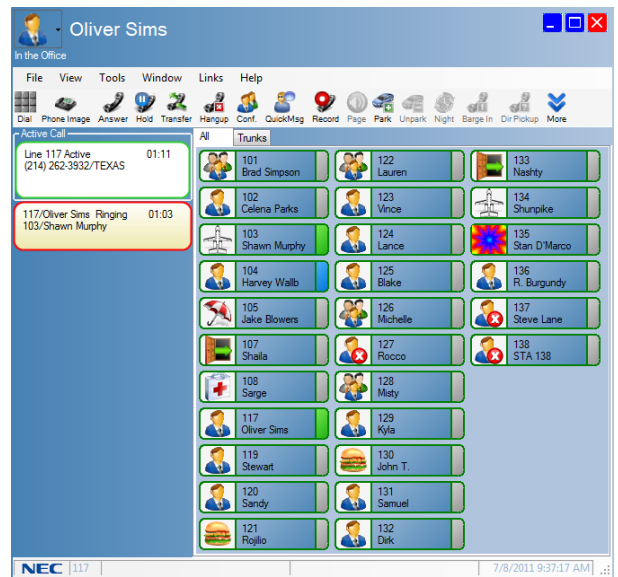 Oliver Sims
In the Office
File View Tools Window Links Help
Dial Phone Image Answer Hold Transfer Hangup Conf. QuickMsg Record Page Park Unpark Night Barge In Dir Pickup More
Active Call
All Trunks
Line 117 Active 01:11
(214) 262-3932/TEXAS
117/Oliver Sims Ringing 01:03
103/Shawn Murphy
101
Brad Simpson
102
Celena Parks
103
Shawn Murphy
104
Harvey Wallb
105
Jake Blowers
107
Shaila
108
Sarge
117
Oliver Sims
119
Stewart
120
Sandy
121
Rojilio
122
Lauren
123
Vince
124
Lance
125
Blake
126
Michelle
127
Rocco
128
Misty
129
Kyla
130
John T.
131
Samuel
132
Dirk
133
Nashty
134
Shunpike
135
Stan D'Marco
136
R. Burgundy
137
Steve Lane
138
STA 138
NEC 117 7/8/2011 9:37:17 AM